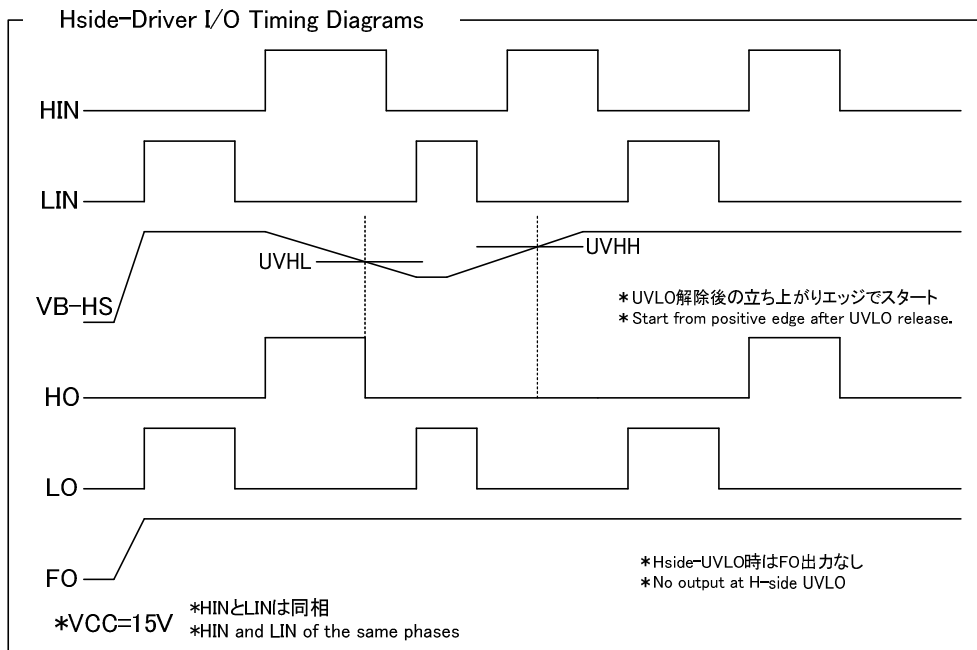 Hside-Driver I/O Timing Diagrams
HIN
LIN
UVHL
UVHH
VB-HS
*UVLO解除後の立ち上がりエッジでスタート
*Start from positive edge after UVLO release.
HO
LO
*Hside-UVLO時はFO出力なし
FO
*No output at H-side UVLO
*VCC=15V
*HINとLINは同相
*HIN and LIN of the same phases